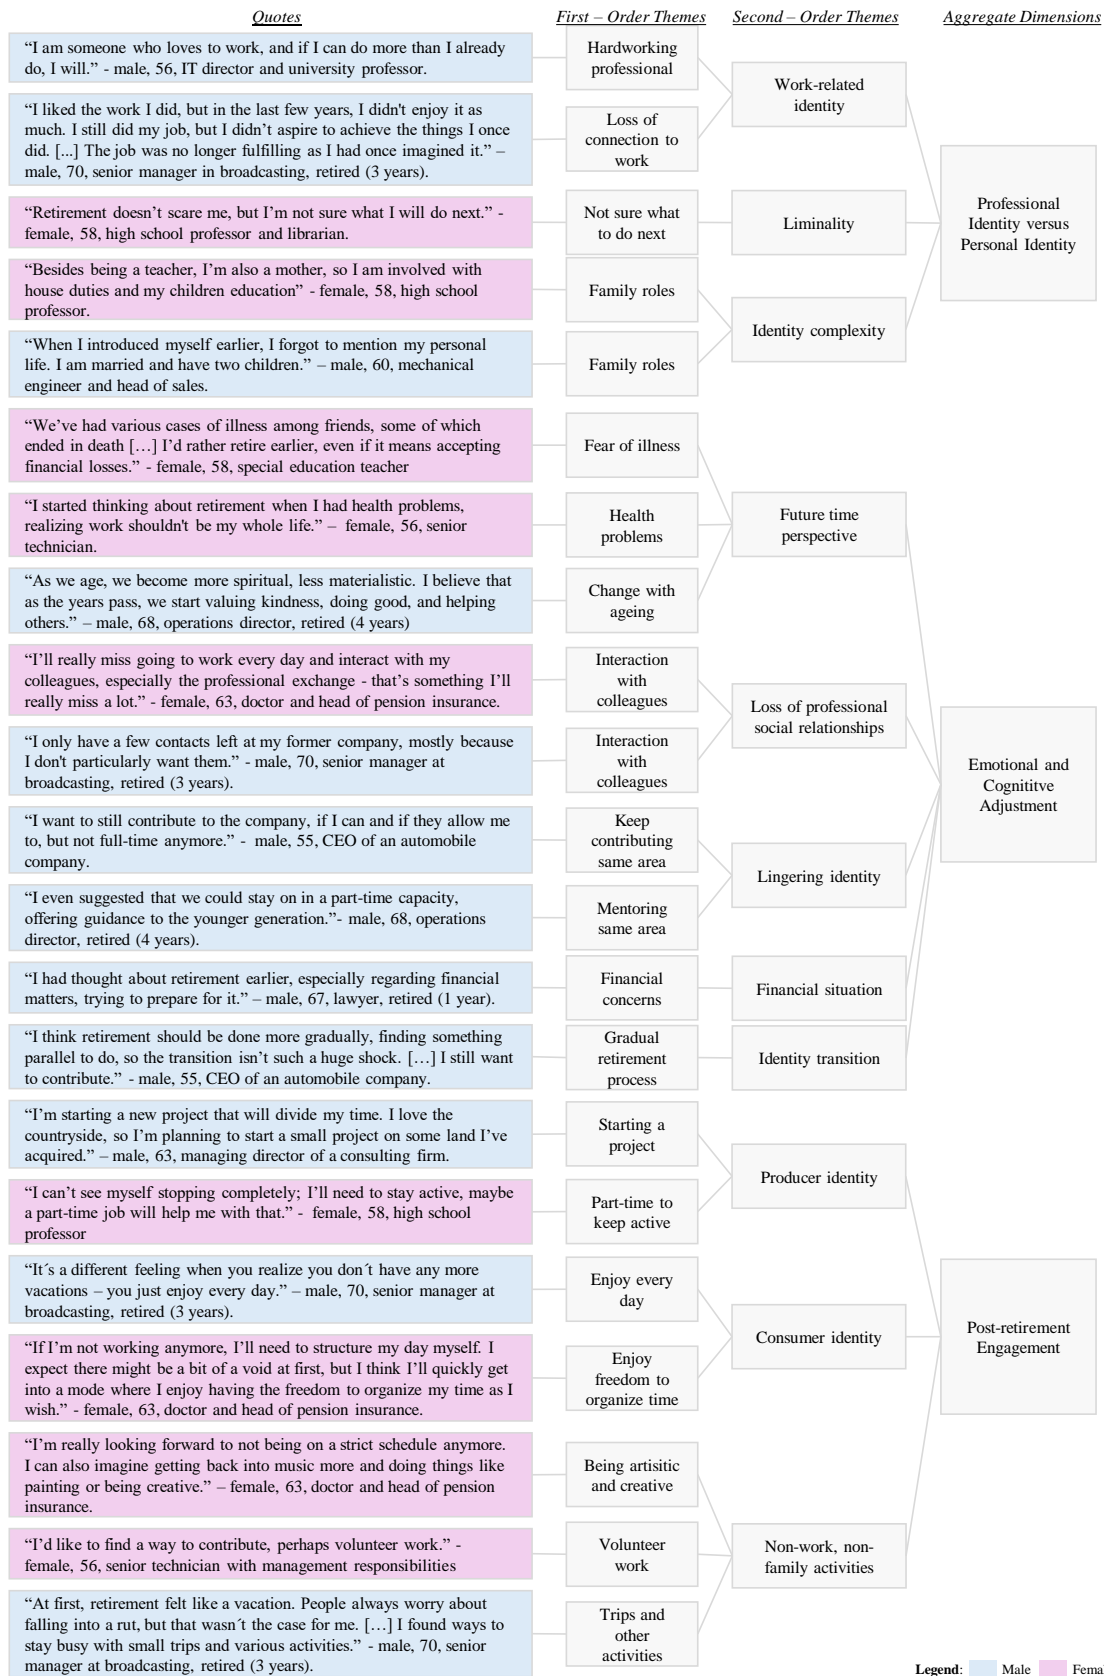 Quotes
First – Order Themes
Second – Order Themes
Aggregate Dimensions
“I am someone who loves to work, and if I can do more than I already
do, I will.” - male, 56, IT director and university professor.
Hardworking
professional
“I liked the work I did, but in the last few years, I didn't enjoy it as
much. I still did my job, but I didn’t aspire to achieve the things I once
did. [...] The job was no longer fulfilling as I had once imagined it.” –
male, 70, senior manager in broadcasting, retired (3 years).
Loss of
connection to
work
Work-related
identity
“Retirement doesn’t scare me, but I’m not sure what I will do next.” -
female, 58, high school professor and librarian.
Not sure what
to do next
Liminality
Professional
Identity versus
Personal Identity
“Besides being a teacher, I’m also a mother, so I am involved with
house duties and my children education” - female, 58, high school
professor.
Family roles
“When I introduced myself earlier, I forgot to mention my personal
life. I am married and have two children.” – male, 60, mechanical
engineer and head of sales.
Family roles
Identity complexity
“We’ve had various cases of illness among friends, some of which
ended in death […] I’d rather retire earlier, even if it means accepting
financial losses.” - female, 58, special education teacher
Fear of illness
“I started thinking about retirement when I had health problems,
realizing work shouldn't be my whole life.” – female, 56, senior
technician.
Health
problems
Future time
perspective
“As we age, we become more spiritual, less materialistic. I believe that
as the years pass, we start valuing kindness, doing good, and helping
others.” – male, 68, operations director, retired (4 years)
Change with
ageing
“I’ll really miss going to work every day and interact with my
colleagues, especially the professional exchange - that’s something I’ll
really miss a lot.” - female, 63, doctor and head of pension insurance.
Interaction
with
colleagues
Loss of professional
social relationships
“I only have a few contacts left at my former company, mostly because
I don't particularly want them.” - male, 70, senior manager at
broadcasting, retired (3 years).
Interaction
with
colleagues
Emotional and
Cognititve
Adjustment
“I want to still contribute to the company, if I can and if they allow me
to, but not full-time anymore.” - male, 55, CEO of an automobile
company.
Keep
contributing
same area
Lingering identity
“I even suggested that we could stay on in a part-time capacity,
offering guidance to the younger generation.”- male, 68, operations
director, retired (4 years).
Mentoring
same area
“I had thought about retirement earlier, especially regarding financial
matters, trying to prepare for it.” – male, 67, lawyer, retired (1 year).
Financial
concerns
Financial situation
“I think retirement should be done more gradually, finding something
parallel to do, so the transition isn’t such a huge shock. […] I still want
to contribute.” - male, 55, CEO of an automobile company.
Gradual
retirement
process
Identity transition
“I’m starting a new project that will divide my time. I love the
countryside, so I’m planning to start a small project on some land I’ve
acquired.” – male, 63, managing director of a consulting firm.
Starting a
project
Producer identity
“I can’t see myself stopping completely; I’ll need to stay active, maybe
a part-time job will help me with that.” - female, 58, high school
professor
Part-time to
keep active
“It´s a different feeling when you realize you don´t have any more
vacations – you just enjoy every day.” – male, 70, senior manager at
broadcasting, retired (3 years).
Enjoy every
day
Consumer identity
Post-retirement
Engagement
“If I’m not working anymore, I’ll need to structure my day myself. I
expect there might be a bit of a void at first, but I think I’ll quickly get
into a mode where I enjoy having the freedom to organize my time as I
wish.” - female, 63, doctor and head of pension insurance.
Enjoy
freedom to
organize time
“I’m really looking forward to not being on a strict schedule anymore.
I can also imagine getting back into music more and doing things like
painting or being creative.” – female, 63, doctor and head of pension
insurance.
Being artisitic
and creative
“I’d like to find a way to contribute, perhaps volunteer work.” -
female, 56, senior technician with management responsibilities
Volunteer
work
Non-work, non-
family activities
“At first, retirement felt like a vacation. People always worry about
falling into a rut, but that wasn´t the case for me. […] I found ways to
stay busy with small trips and various activities.” - male, 70, senior
manager at broadcasting, retired (3 years).
Trips and
other
activities
Legend: Male Femal